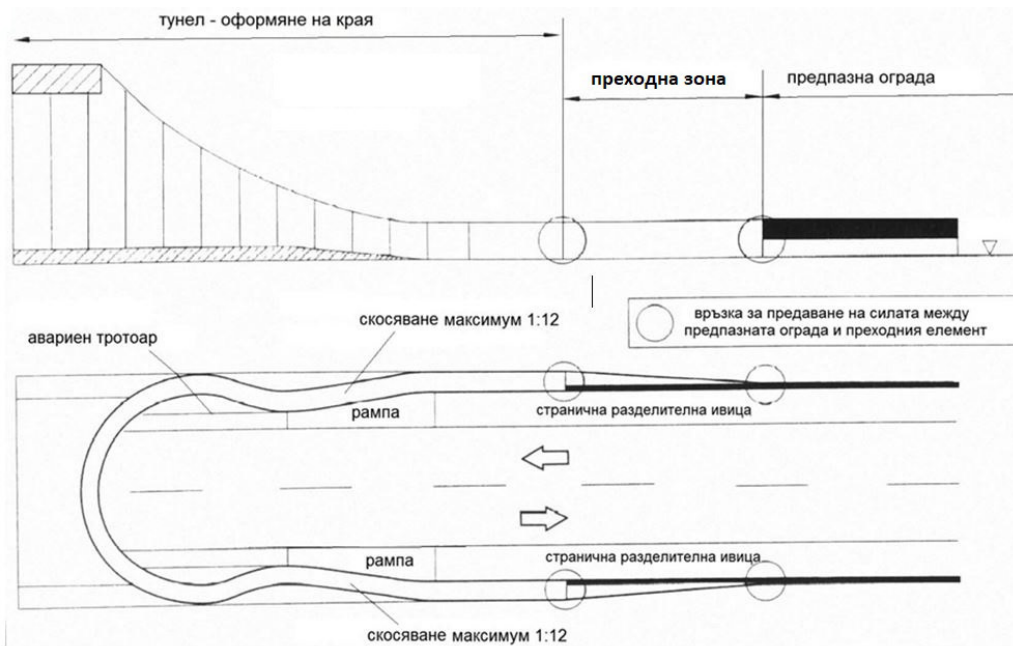 тунел - оформяне на края
преходна зона
предпазна ограда
връзка за предаване на силата между
предпазната ограда и преходния елемент
скосяване максимум 1:12
авариен тротоар
рампа
странична разделителна ивица
рампа
странична разделителна ивица
скосяване максимум 1:12